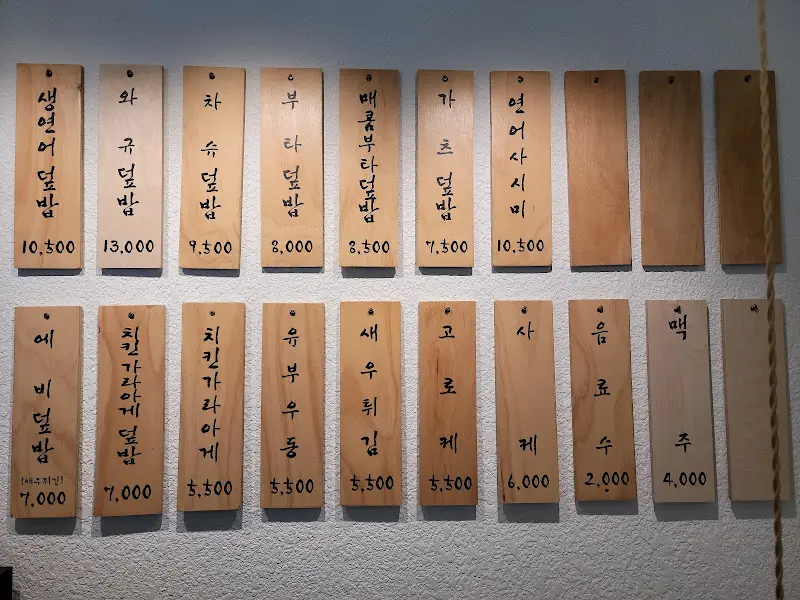 생연어덮밥
10,500
와규덮밥
13,000
차슈덮밥
9,500
부타덮밥
8,000
매콤부타덮밥
8,500
가츠덮밥
7,500
연어사시미
10,500
에비덮밥
(새우튀김)
7,000
치킨가라아게덮밥
7,000
치킨가라아게
5,500
유부우동
5,500
새우튀김
5,500
고로케
5,500
사케
6,000
음료수
2,000
맥주
4,000